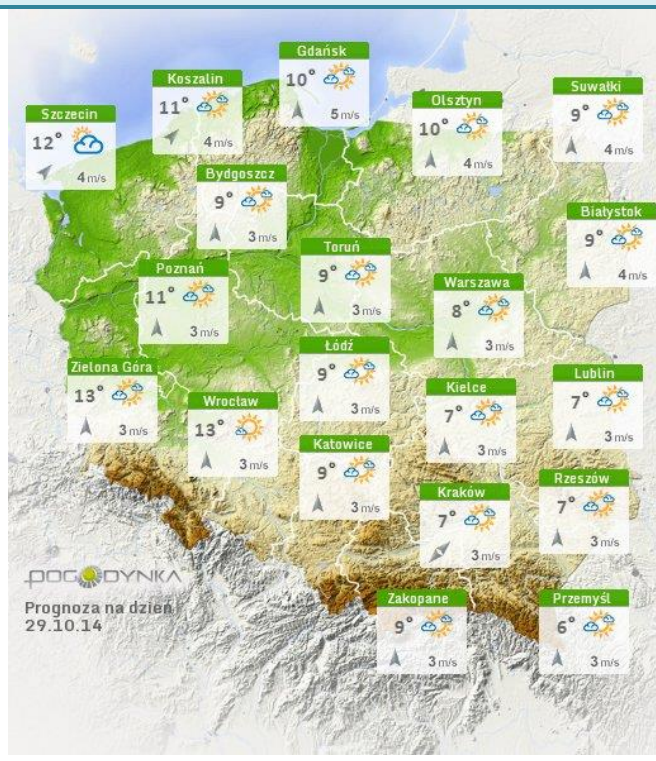 Gdańsk
10°
5 m/s
Koszalin
11°
4 m/s
Suwałki
9°
4 m/s
Olsztyn
10°
4 m/s
Szczecin
12°
4 m/s
Bydgoszcz
9°
3 m/s
Białystok
9°
4 m/s
Toruń
9°
3 m/s
Poznań
11°
3 m/s
Warszawa
8°
3 m/s
Łódź
9°
3 m/s
Zielona Góra
13°
3 m/s
Lublin
7°
3 m/s
Kielce
7°
3 m/s
Wrocław
13°
3 m/s
Katowice
9°
3 m/s
Rzeszów
7°
3 m/s
Kraków
7°
3 m/s
POGODYNKA
Prognoza na dzień
29.10.14
Zakopane
9°
3 m/s
Przemyśl
6°
3 m/s